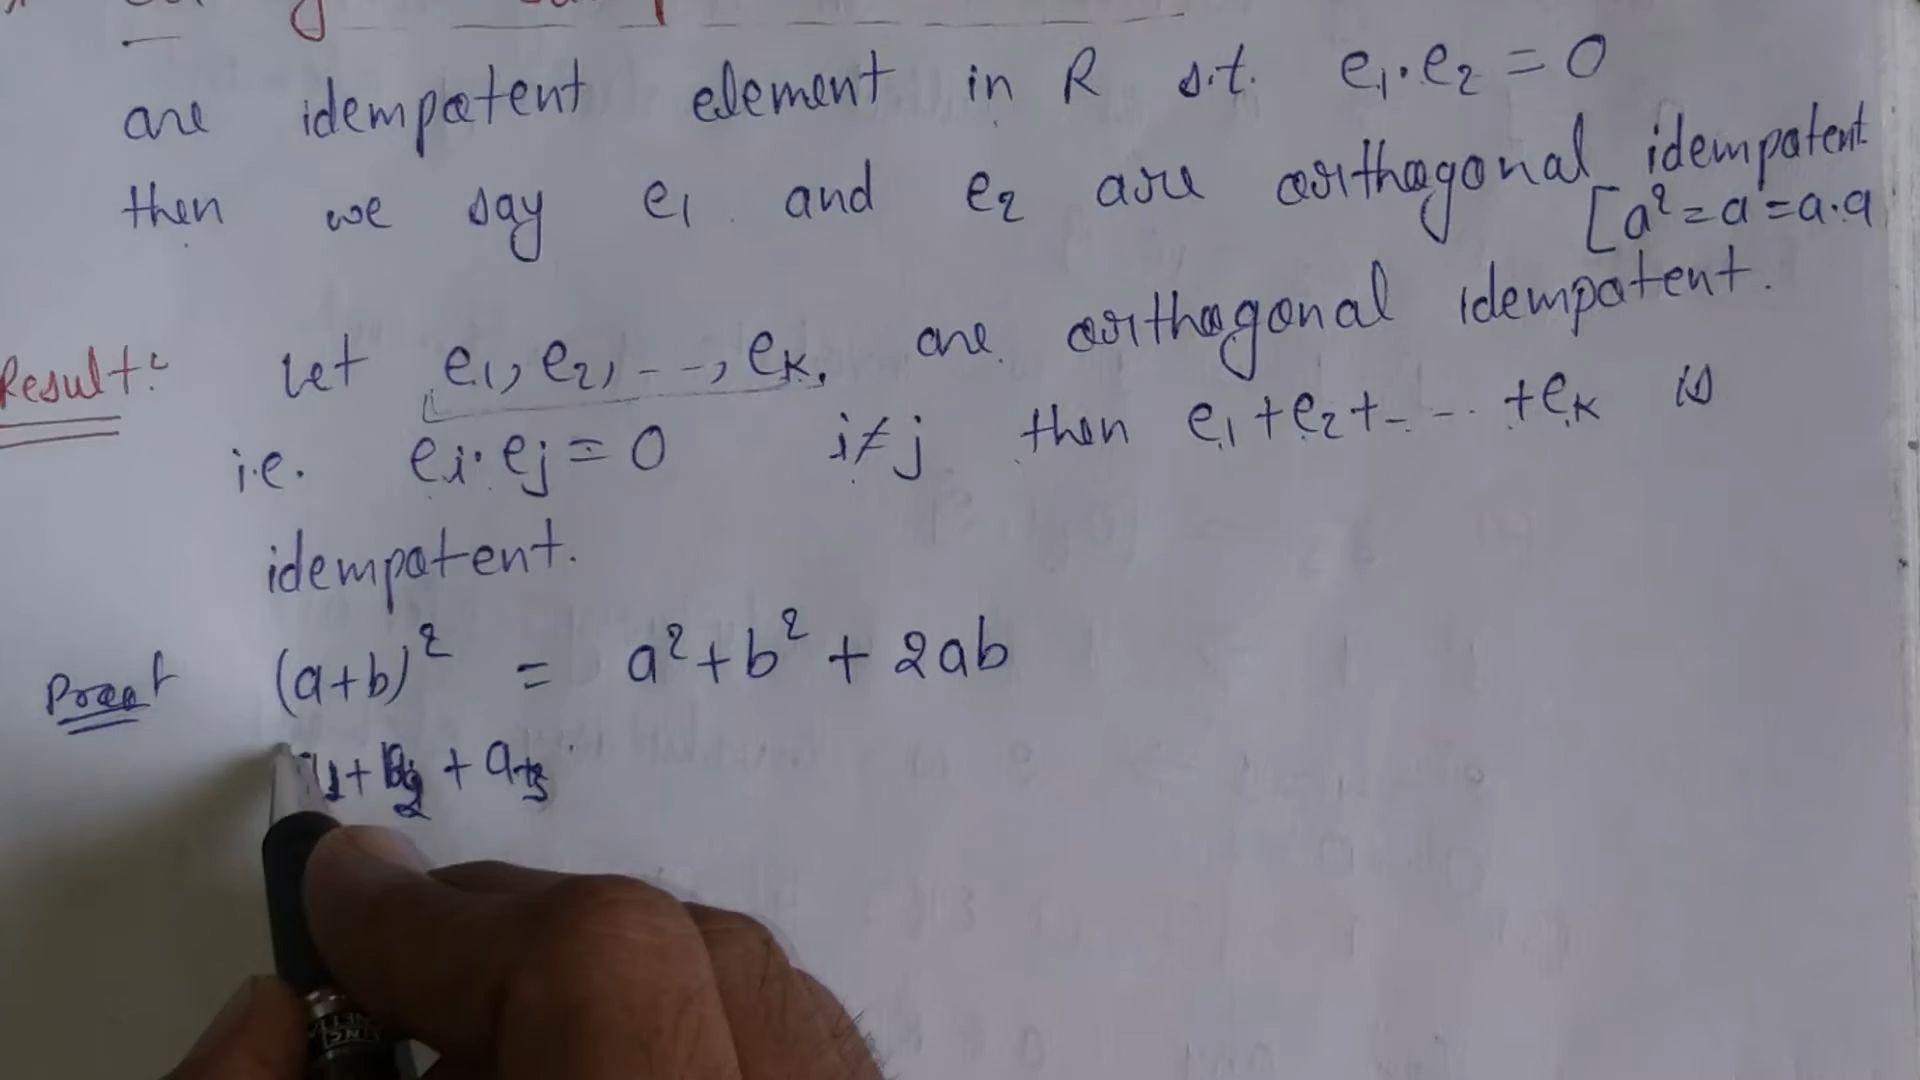 are idempotent element in R s.t. e₁·e₂ = 0
then we say e₁ and e₂ are orthogonal idempotent
[a² = a = a·a
Result: Let e₁, e₂, - - -, eₖ are orthogonal idempotent.
i.e. eᵢ·eⱼ = 0 i≠j then e₁+e₂+- - - +eₖ is
idempotent.
Proof (a+b)² = a²+b² + 2ab